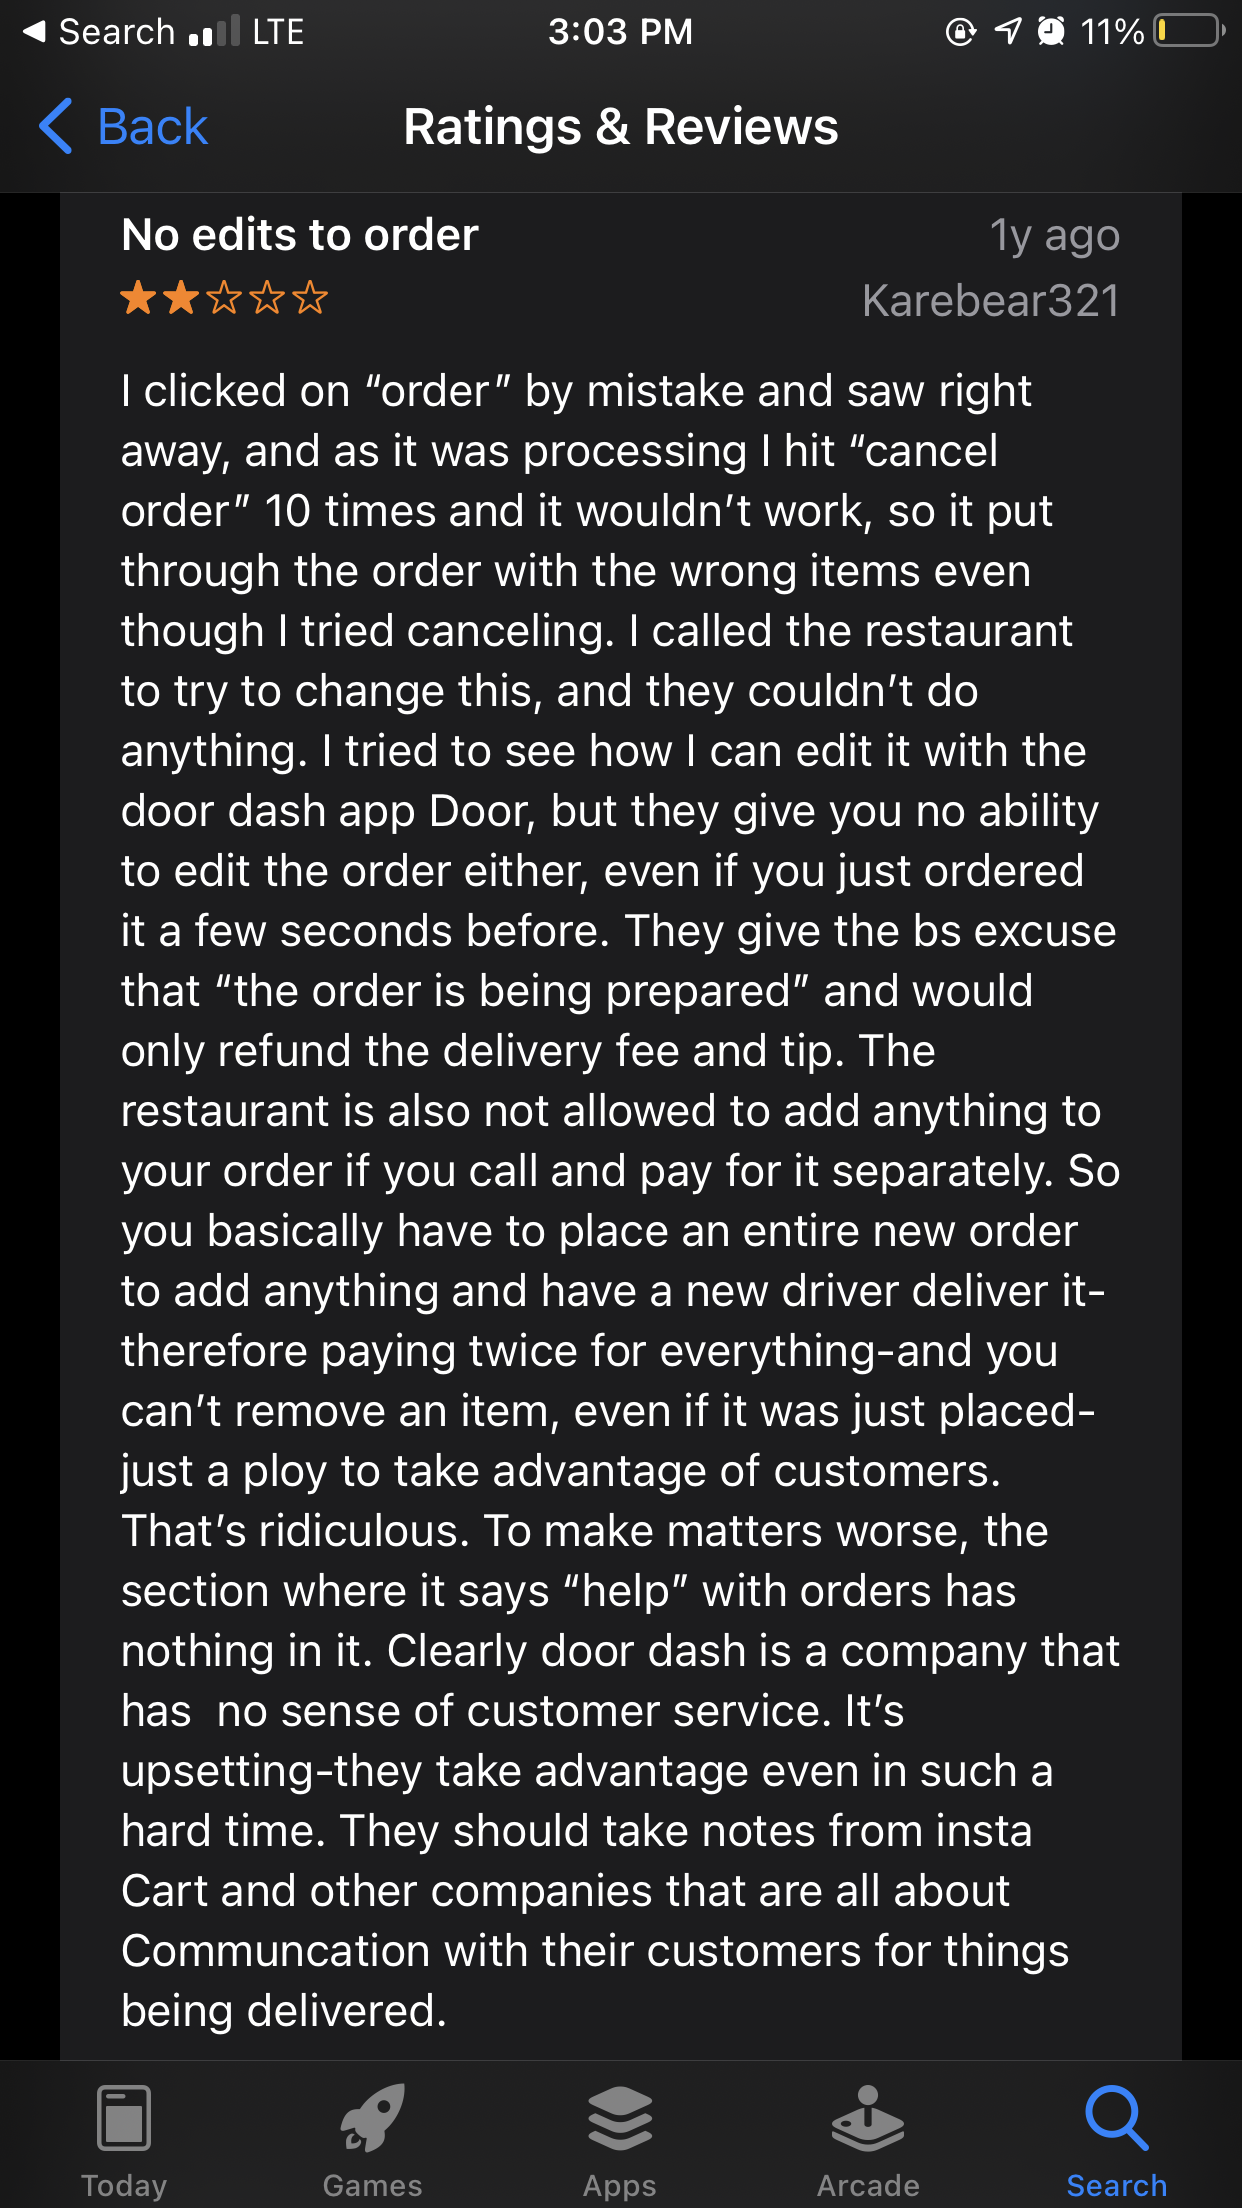 Search LTE 3:03 PM 11%
Back Ratings & Reviews
No edits to order 1y ago
Karebear321
I clicked on “order” by mistake and saw right
away, and as it was processing I hit “cancel
order” 10 times and it wouldn’t work, so it put
through the order with the wrong items even
though I tried canceling. I called the restaurant
to try to change this, and they couldn’t do
anything. I tried to see how I can edit it with the
door dash app Door, but they give you no ability
to edit the order either, even if you just ordered
it a few seconds before. They give the bs excuse
that “the order is being prepared” and would
only refund the delivery fee and tip. The
restaurant is also not allowed to add anything to
your order if you call and pay for it separately. So
you basically have to place an entire new order
to add anything and have a new driver deliver it-
therefore paying twice for everything-and you
can’t remove an item, even if it was just placed-
just a ploy to take advantage of customers.
That’s ridiculous. To make matters worse, the
section where it says “help” with orders has
nothing in it. Clearly door dash is a company that
has  no sense of customer service. It’s
upsetting-they take advantage even in such a
hard time. They should take notes from insta
Cart and other companies that are all about
Communcation with their customers for things
being delivered.
Today Games Apps Arcade Search